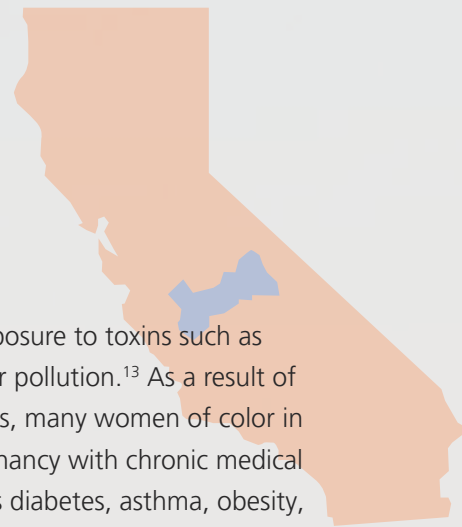 posure to toxins such as
r pollution.¹³ As a result of
s, many women of color in
nancy with chronic medical
s diabetes, asthma, obesity,